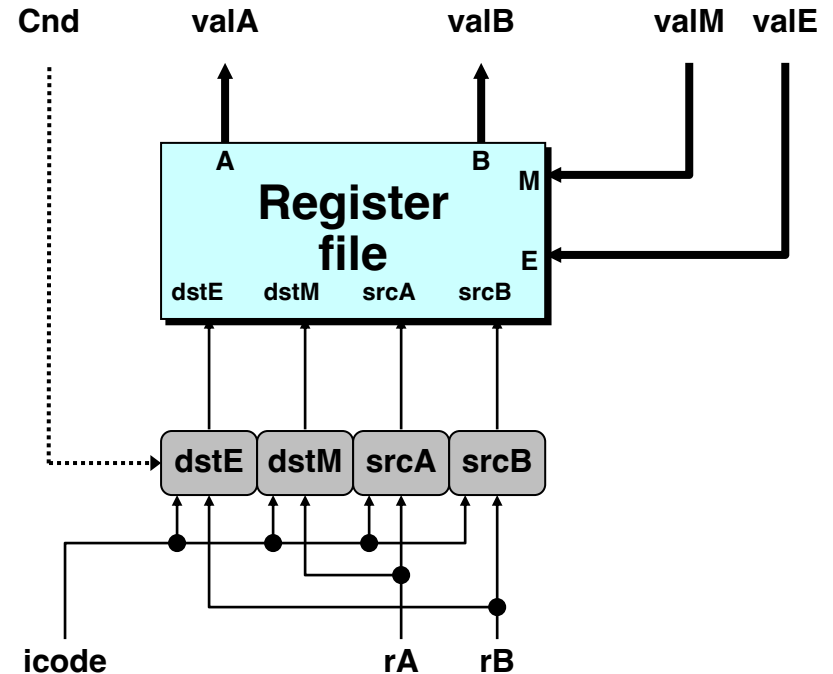 Cnd valA valB valM valE
A B
M
Register
file
E
dstE dstM srcA srcB
dstE dstM srcA srcB
icode rA rB